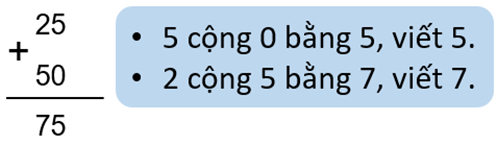 25
+
50
75
• 5 cộng 0 bằng 5, viết 5.
• 2 cộng 5 bằng 7, viết 7.